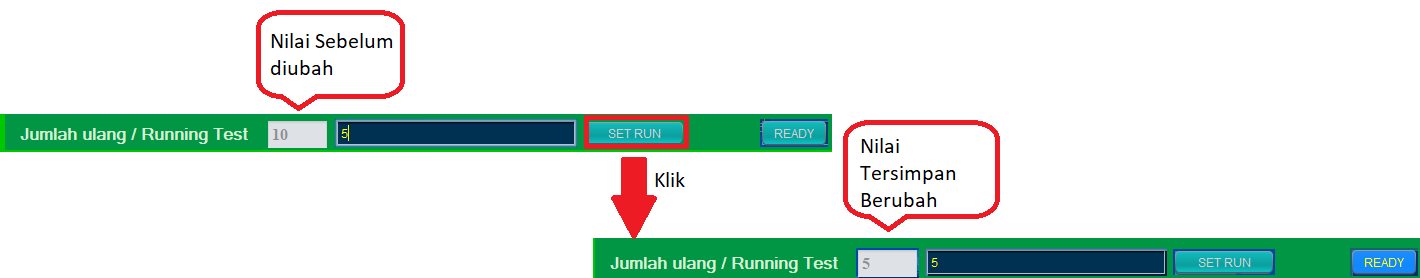 Nilai Sebelum
diubah
Jumlah ulang / Running Test 10 5 SET RUN READY
Klik
Nilai
Tersimpan
Berubah
Jumlah ulang / Running Test 5 5 SET RUN READY